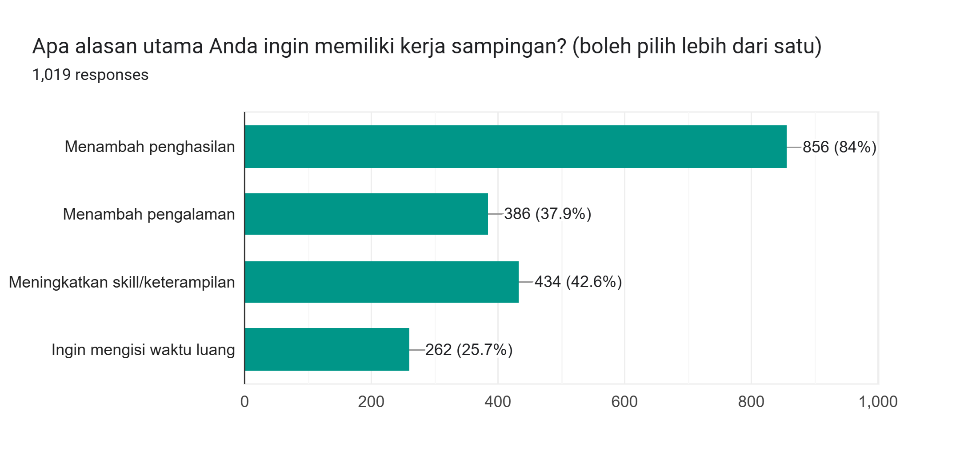 Apa alasan utama Anda ingin memiliki kerja sampingan? (boleh pilih lebih dari satu)
1,019 responses
Menambah penghasilan 856 (84%)
Menambah pengalaman 386 (37.9%)
Meningkatkan skill/keterampilan 434 (42.6%)
Ingin mengisi waktu luang 262 (25.7%)
0 200 400 600 800 1,000